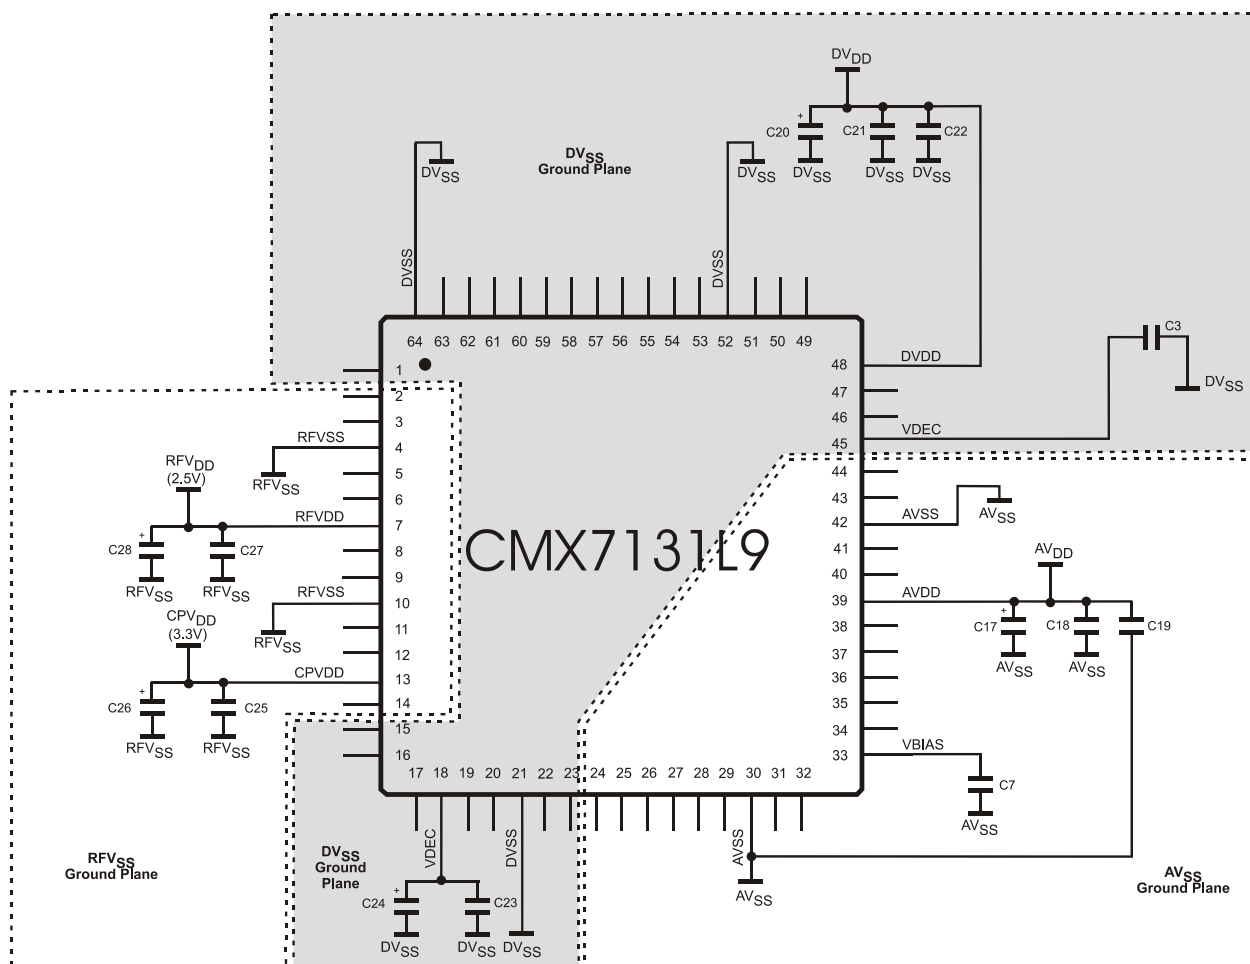 DVDD
C20
C21
C22
DVSS
DVSS
DVSS
DVSS
DVSS
DVSS
Ground Plane
DVSS
DVSS
64 63 62 61 60 59 58 57 56 55 54 53 52 51 50 49
C3
DVSS
DVDD
VDEC
1
2
3
4
5
6
7
8
9
10
11
12
13
14
15
16
48
47
46
45
44
43
42
41
40
39
38
37
36
35
34
33
RFVSS
RFVSS
RFVDD
(2.5V)
RFVDD
+
C28
C27
RFVSS
RFVSS
RFVSS
RFVSS
CPVDD
(3.3V)
CPVDD
+
C26
C25
RFVSS
RFVSS
CMX7131L9
AVSS
AVSS
AVDD
AVDD
+
C17
C18
C19
AVSS
AVSS
VBIAS
C7
AVSS
17 18 19 20 21 22 23 24 25 26 27 28 29 30 31 32
VDEC
DVSS
AVSS
RFVSS
Ground Plane
DVSS
Ground
Plane
+
C24
C23
DVSS
DVSS
DVSS
AVSS
AVSS
Ground Plane
+